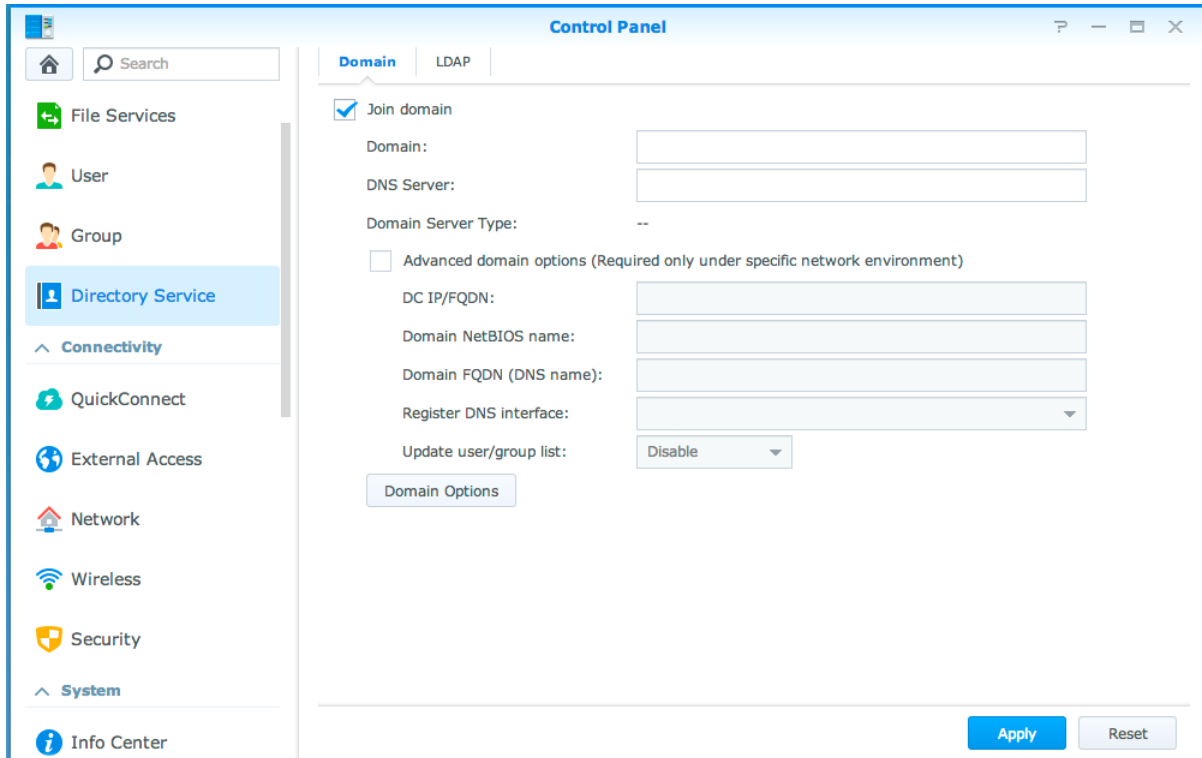 Control Panel
Search
File Services
User
Group
Directory Service
Connectivity
QuickConnect
External Access
Network
Wireless
Security
System
Info Center
Domain LDAP
Join domain
Domain:
DNS Server:
Domain Server Type: --
Advanced domain options (Required only under specific network environment)
DC IP/FQDN:
Domain NetBIOS name:
Domain FQDN (DNS name):
Register DNS interface:
Update user/group list: Disable
Domain Options
Apply Reset